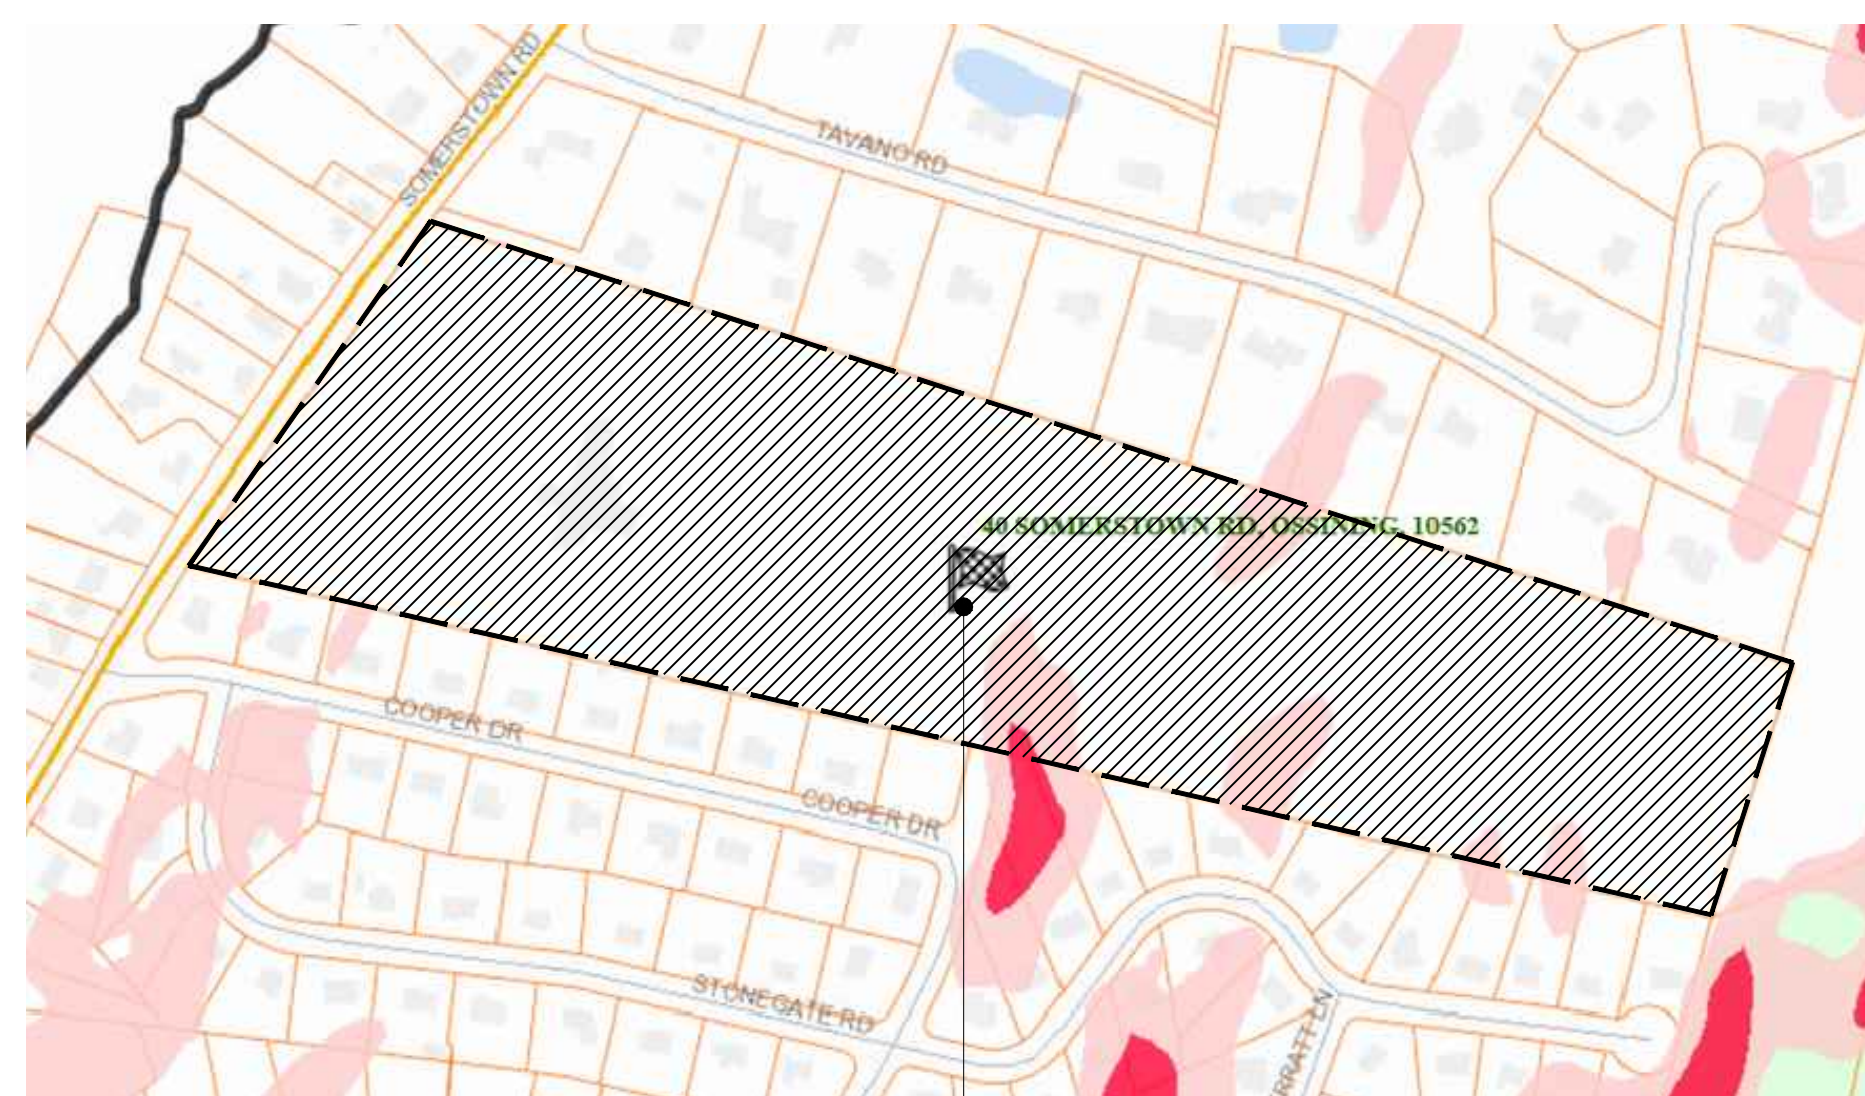 SOMERSTOWN RD
TAVANO RD
40 SOMERSTOWN RD, OSSINING, 10562
COOPER DR
COOPER DR
STONEGATE RD